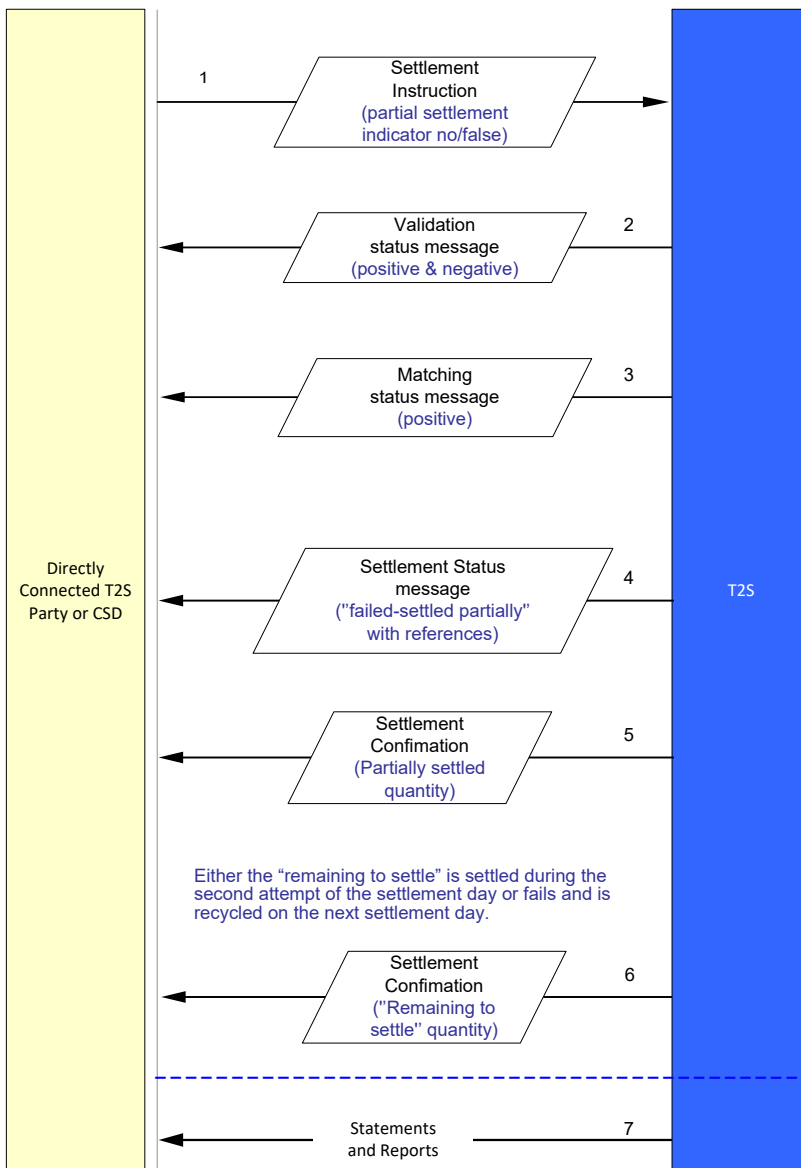 1
Settlement
Instruction
(partial settlement
indicator no/false)
Validation
status message
(positive & negative)
2
Matching
status message
(positive)
3
Directly
Connected T2S
Party or CSD
Settlement Status
message
("failed-settled partially"
with references)
4
T2S
Settlement
Confimation
(Partially settled
quantity)
5
Either the “remaining to settle” is settled during the
second attempt of the settlement day or fails and is
recycled on the next settlement day.
Settlement
Confimation
("Remaining to
settle" quantity)
6
Statements
and Reports
7